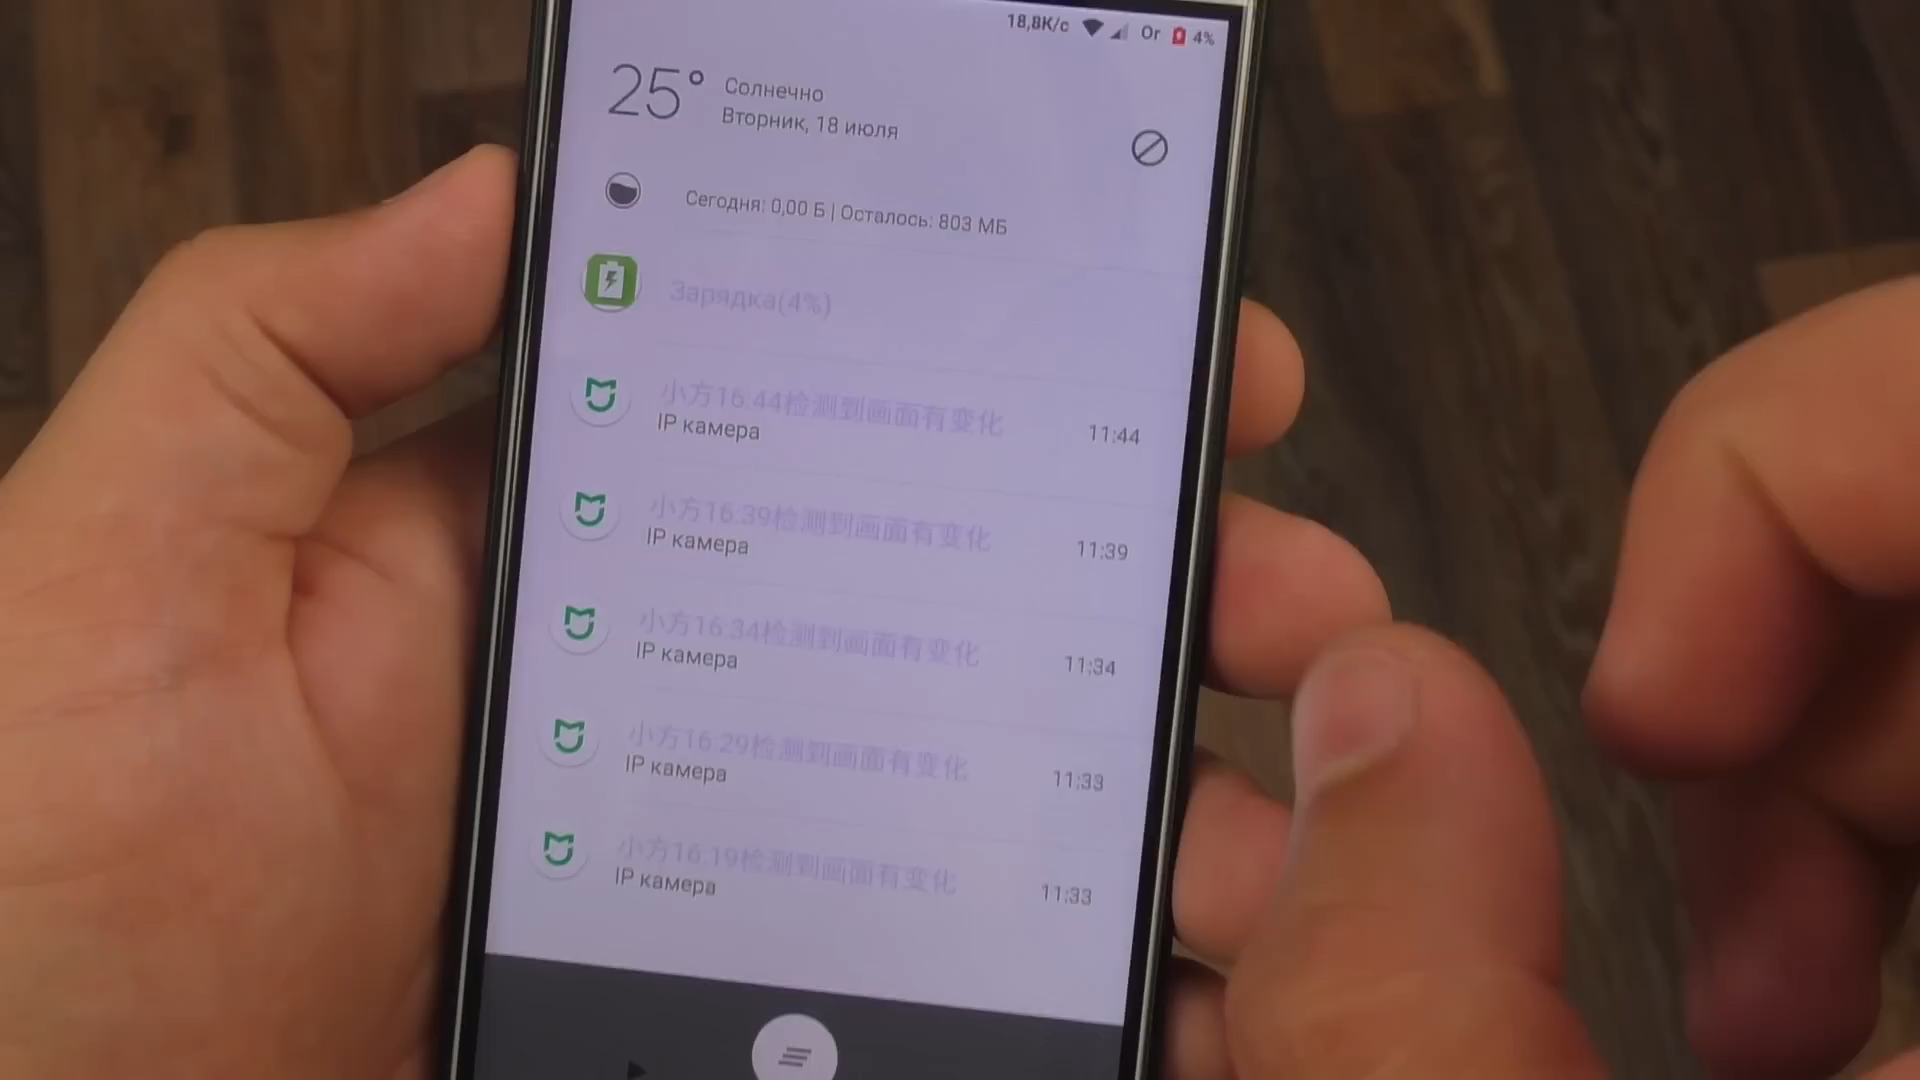 18,8K/c Or 4%
25° Солнечно
Вторник, 18 июля
Сегодня: 0,00 Б | Осталось: 803 МБ
Зарядка(4%)
小方16:44检测到画面有变化
IP камера 11:44
小方16:39检测到画面有变化
IP камера 11:39
小方16:34检测到画面有变化
IP камера 11:34
小方16:29检测到画面有变化
IP камера 11:33
小方16:19检测到画面有变化
IP камера 11:33